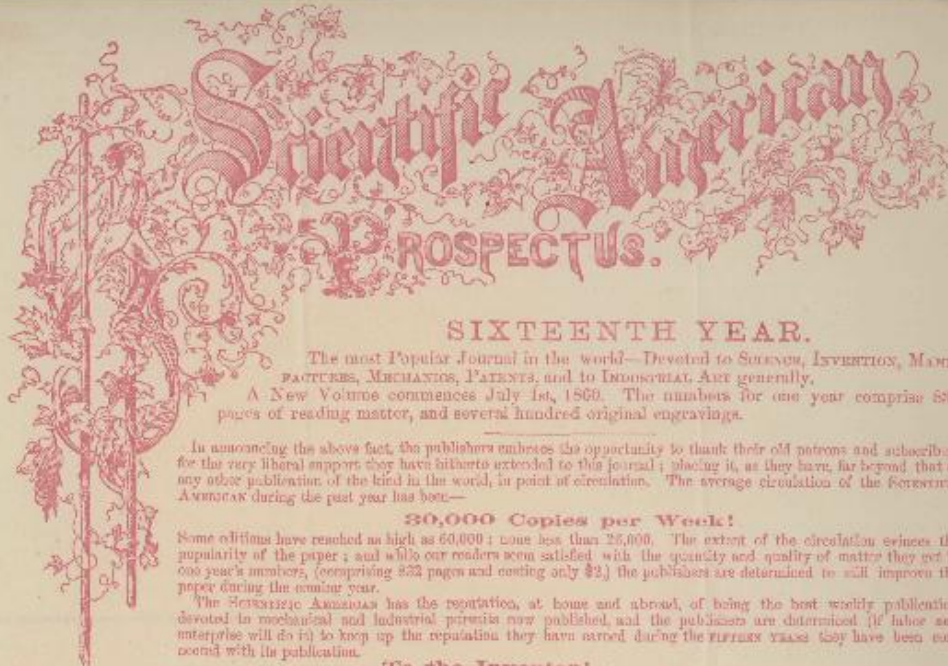 Scientific American
PROSPECTUS.
SIXTEENTH YEAR.
The most Popular Journal in the world—Devoted to SCIENCE, INVENTION, MANU
FACTURES, MECHANICS, PATENTS, and to INDUSTRIAL ART generally.
A New Volume commences July 1st, 1860. The numbers for one year comprise 83
pages of reading matter, and several hundred original engravings.
In announcing the above fact, the publishers embrace the opportunity to thank their old patrons and subscribe
for the very liberal support they have hitherto extended to this journal; placing it, as they have, far beyond that
any other publication of the kind in the world, in point of circulation. The average circulation of the SCIENTIF
AMERICAN during the past year has been—
30,000 Copies per Week!
Some editions have reached as high as 60,000; none less than 26,000. The extent of the circulation evinces th
popularity of the paper; and while our readers seem satisfied with the quantity and quality of matter they get
one year's numbers, (comprising 832 pages and costing only $2,) the publishers are determined to still improve th
paper during the coming year.
The SCIENTIFIC AMERICAN has the reputation, at home and abroad, of being the best weekly publicati
devoted to mechanical and industrial pursuits now published, and the publishers are determined (if labor an
enterprise will do it) to keep up the reputation they have earned during the FIFTEEN YEARS they have been co
nected with its publication.
To the Inventor!